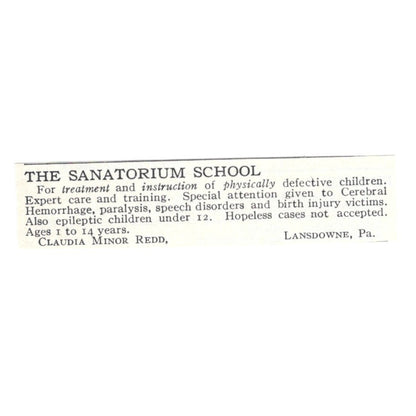 THE SANATORIUM SCHOOL
For treatment and instruction of physically defective children.
Expert care and training. Special attention given to Cerebral
Hemorrhage, paralysis, speech disorders and birth injury victims.
Also epileptic children under 12. Hopeless cases not accepted.
Ages 1 to 14 years.
Claudia Minor Redd, Lansdowne, Pa.